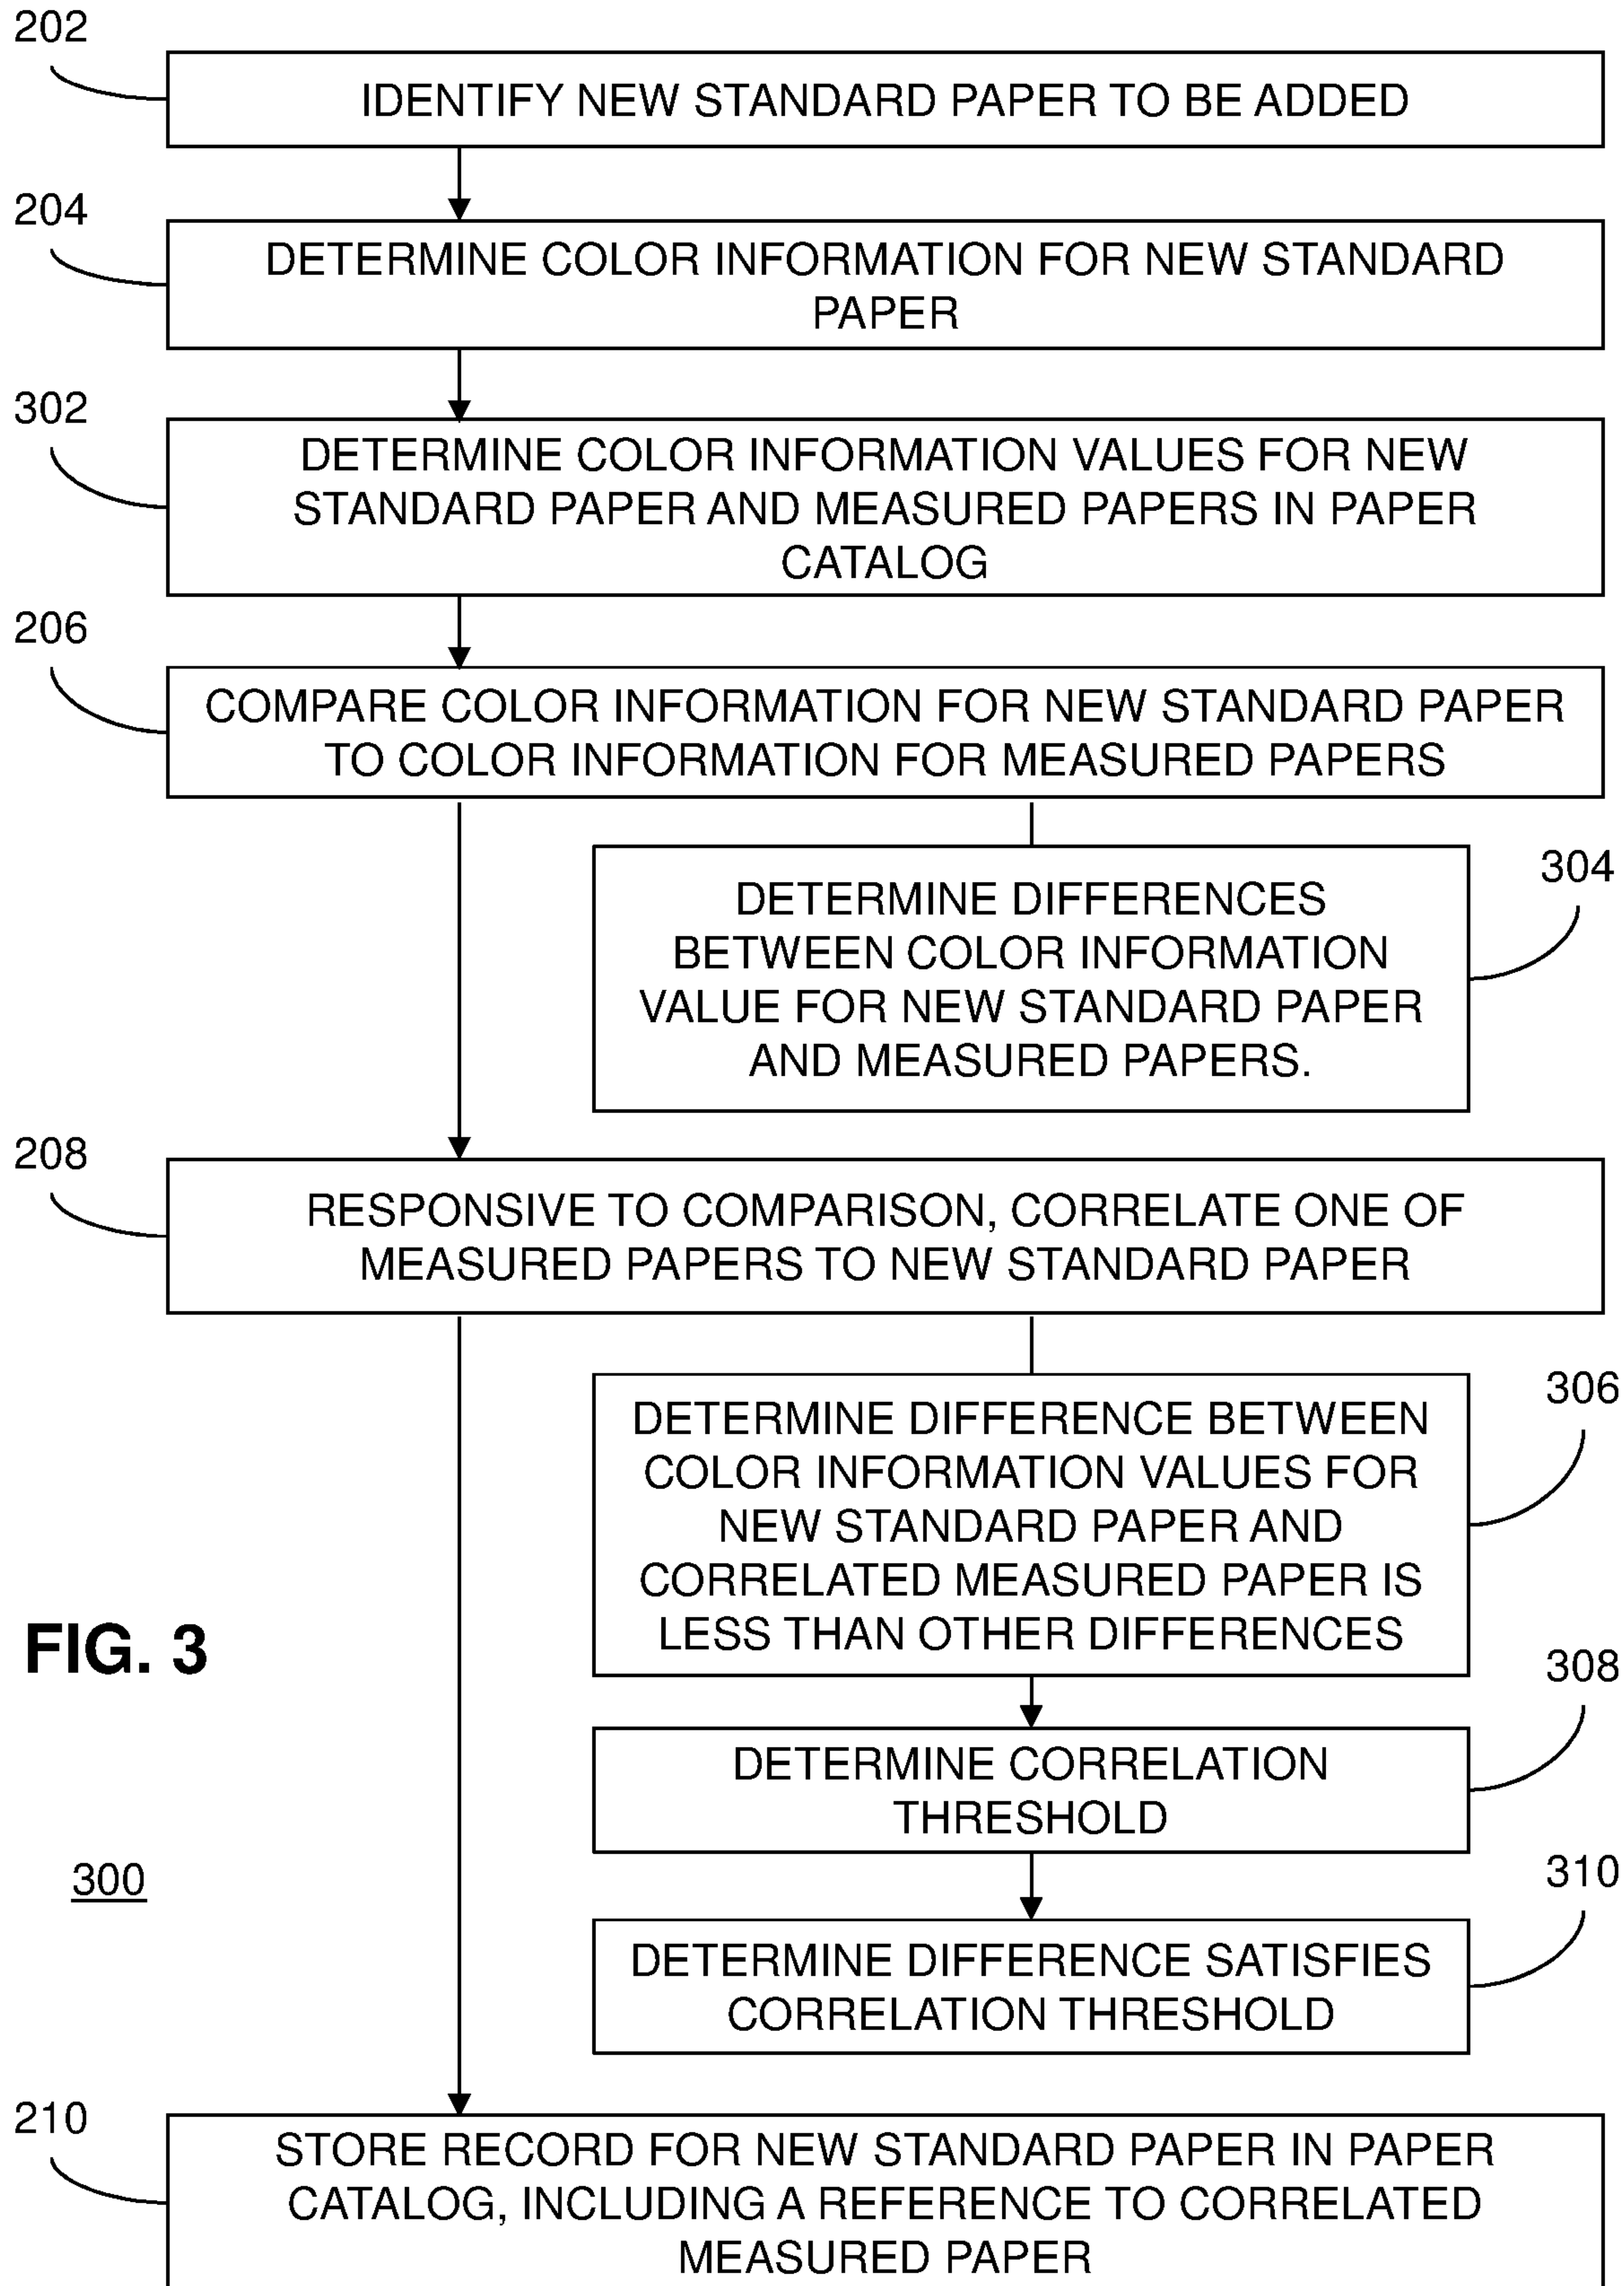 202
IDENTIFY NEW STANDARD PAPER TO BE ADDED
204
DETERMINE COLOR INFORMATION FOR NEW STANDARD
PAPER
302
DETERMINE COLOR INFORMATION VALUES FOR NEW
STANDARD PAPER AND MEASURED PAPERS IN PAPER
CATALOG
206
COMPARE COLOR INFORMATION FOR NEW STANDARD PAPER
TO COLOR INFORMATION FOR MEASURED PAPERS
304
DETERMINE DIFFERENCES
BETWEEN COLOR INFORMATION
VALUE FOR NEW STANDARD PAPER
AND MEASURED PAPERS.
208
RESPONSIVE TO COMPARISON, CORRELATE ONE OF
MEASURED PAPERS TO NEW STANDARD PAPER
306
DETERMINE DIFFERENCE BETWEEN
COLOR INFORMATION VALUES FOR
NEW STANDARD PAPER AND
CORRELATED MEASURED PAPER IS
LESS THAN OTHER DIFFERENCES
FIG. 3
308
DETERMINE CORRELATION
THRESHOLD
300
310
DETERMINE DIFFERENCE SATISFIES
CORRELATION THRESHOLD
210
STORE RECORD FOR NEW STANDARD PAPER IN PAPER
CATALOG, INCLUDING A REFERENCE TO CORRELATED
MEASURED PAPER